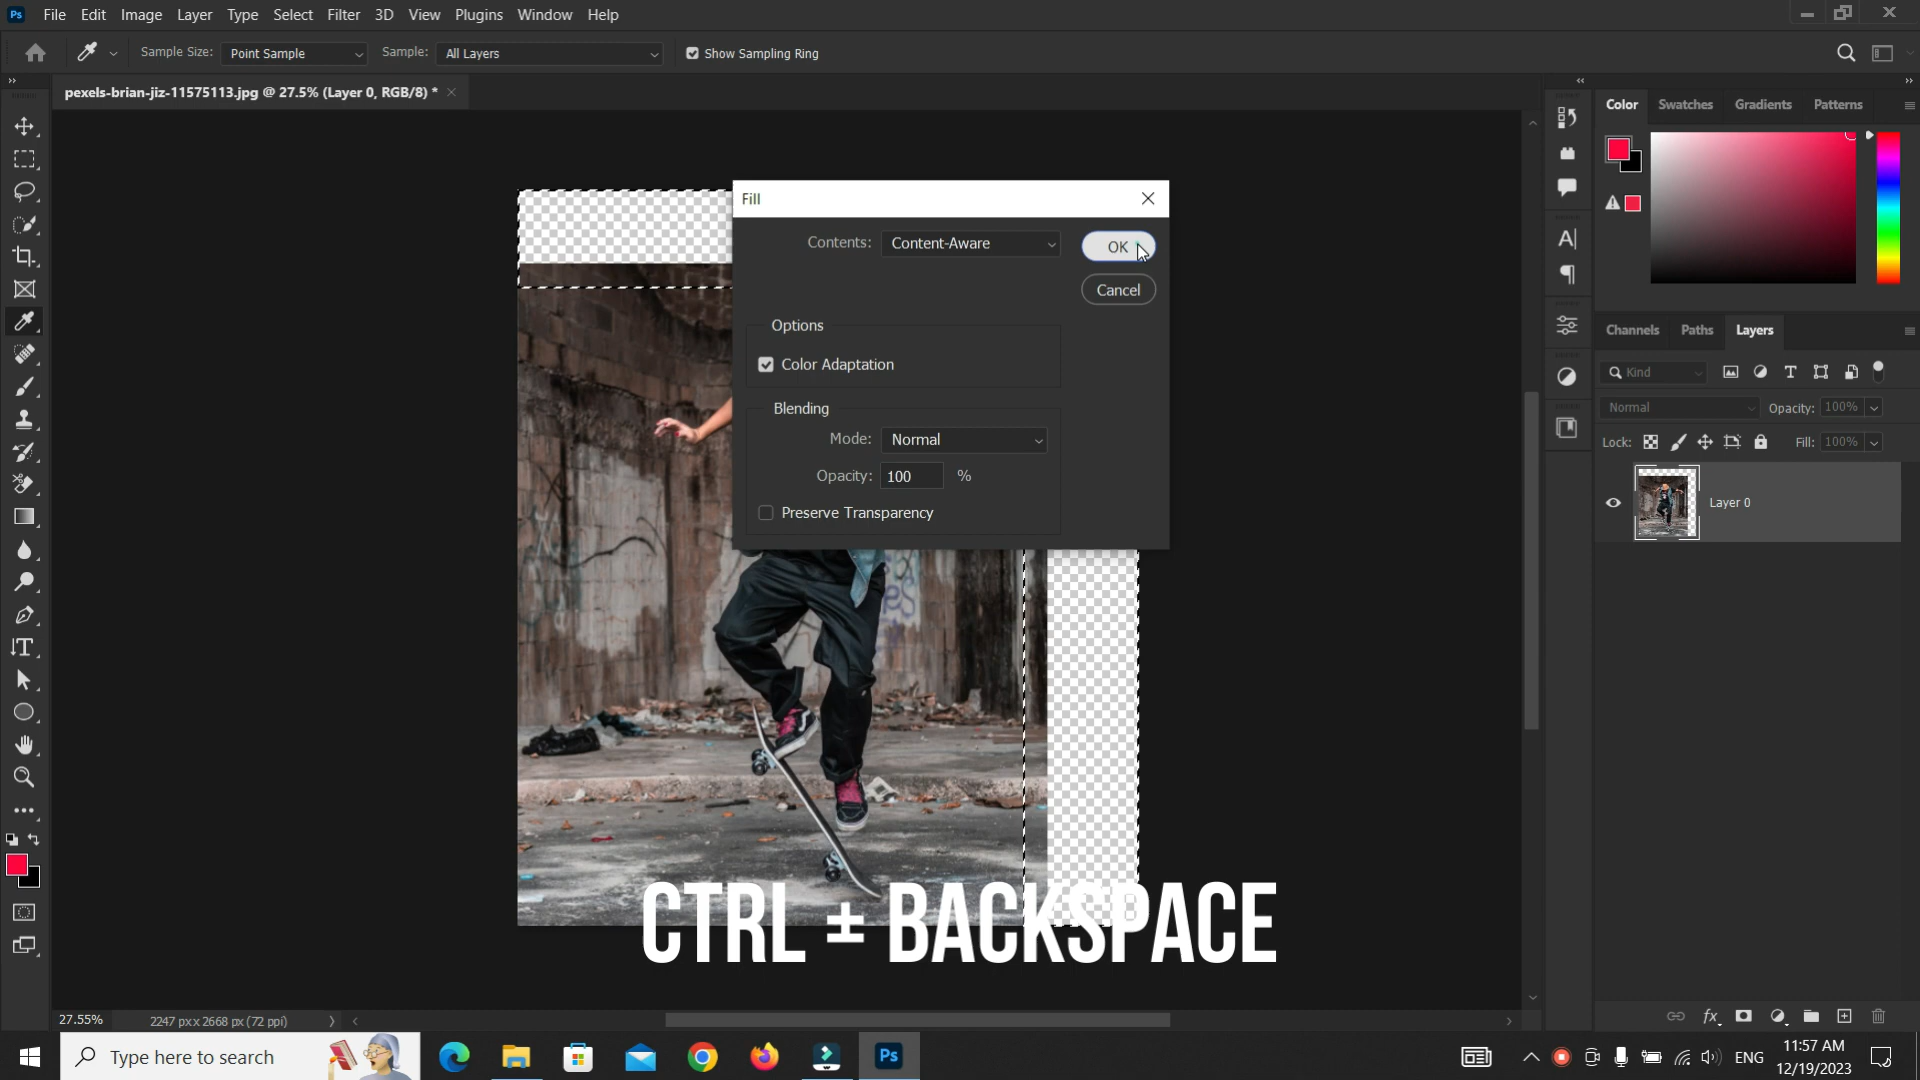 Ps File Edit Image Layer Type Select Filter 3D View Plugins Window Help
Sample Size: Point Sample Sample: All Layers Show Sampling Ring
pexels-brian-jiz-11575113.jpg @ 27.5% (Layer 0, RGB/8) *
Color Swatches Gradients Patterns
Fill
Contents: Content-Aware
OK
Cancel
Options
Color Adaptation
Blending
Mode: Normal
Opacity: 100 %
Preserve Transparency
Channels Paths Layers
Kind
Normal Opacity: 100%
Lock: Fill: 100%
Layer 0
CTRL + BACKSPACE
27.55% 2247 px x 2668 px (72 ppi)
Type here to search
Ps
ENG
11:57 AM
12/19/2023